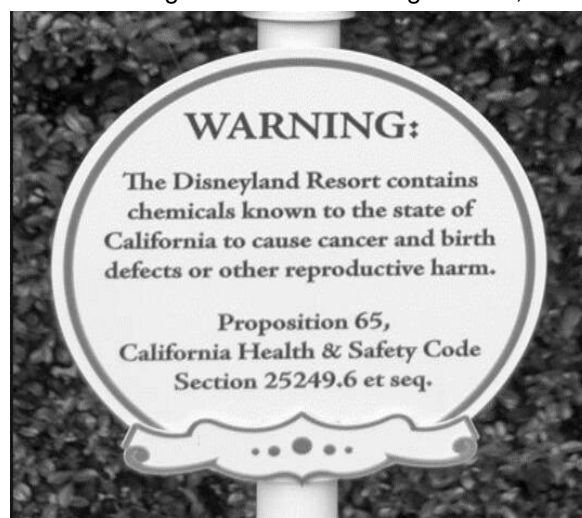 WARNING:
The Disneyland Resort contains
chemicals known to the state of
California to cause cancer and birth
defects or other reproductive harm.
Proposition 65,
California Health & Safety Code
Section 25249.6 et seq.